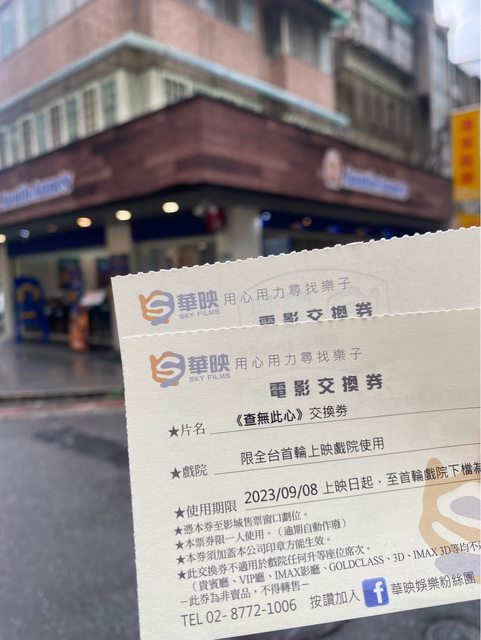 華映 用心用力尋找樂子
SKY FILMS
電影交換券
華映 用心用力尋找樂子
SKY FILMS
電影交換券
★片名 《查無此心》交換券
★戲院 限全台首輪上映戲院使用
★使用期限 2023/09/08 上映日起，至首輪戲院下檔為
★憑本券至影城售票窗口劃位。
★本票券限一人使用。（逾期自動作廢）
★本券須加蓋本公司印章方能生效。
★此交換券不適用於戲院任何升等座位席次。
（貴賓廳、VIP廳、IMAX影廳、GOLDCLASS、3D、IMAX 3D等均不
－此券為非賣品，不得轉售－
TEL 02- 8772-1006 按讚加入 f 華映娛樂粉絲團